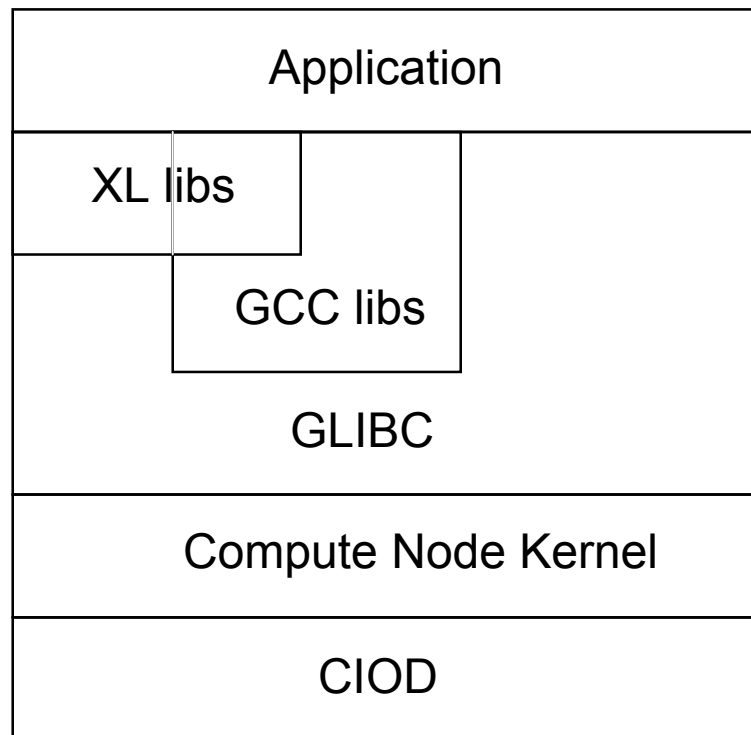 Application
XL libs
GCC libs
GLIBC
Compute Node Kernel
CIOD